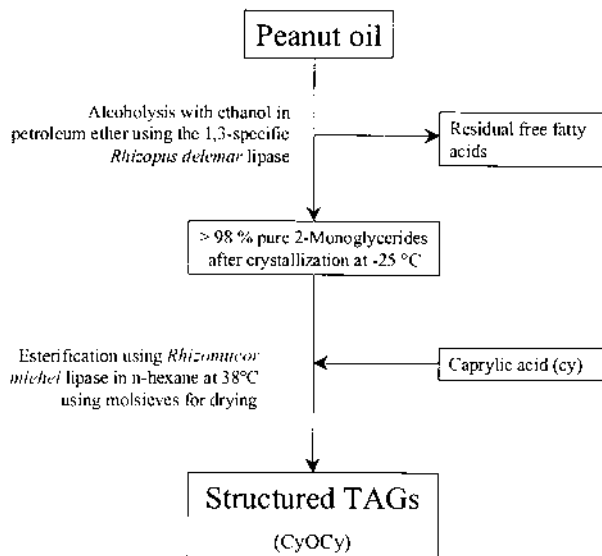 Peanut oil
Alcoholysis with ethanol in
petroleum ether using the 1,3-specific
Rhizopus delemar lipase
Residual free fatty
acids
> 98 % pure 2-Monoglycerides
after crystallization at -25 °C
Esterification using Rhizomucor
miehei lipase in n-hexane at 38°C
using molsieves for drying
Caprylic acid (cy)
Structured TAGs
(CyOCy)